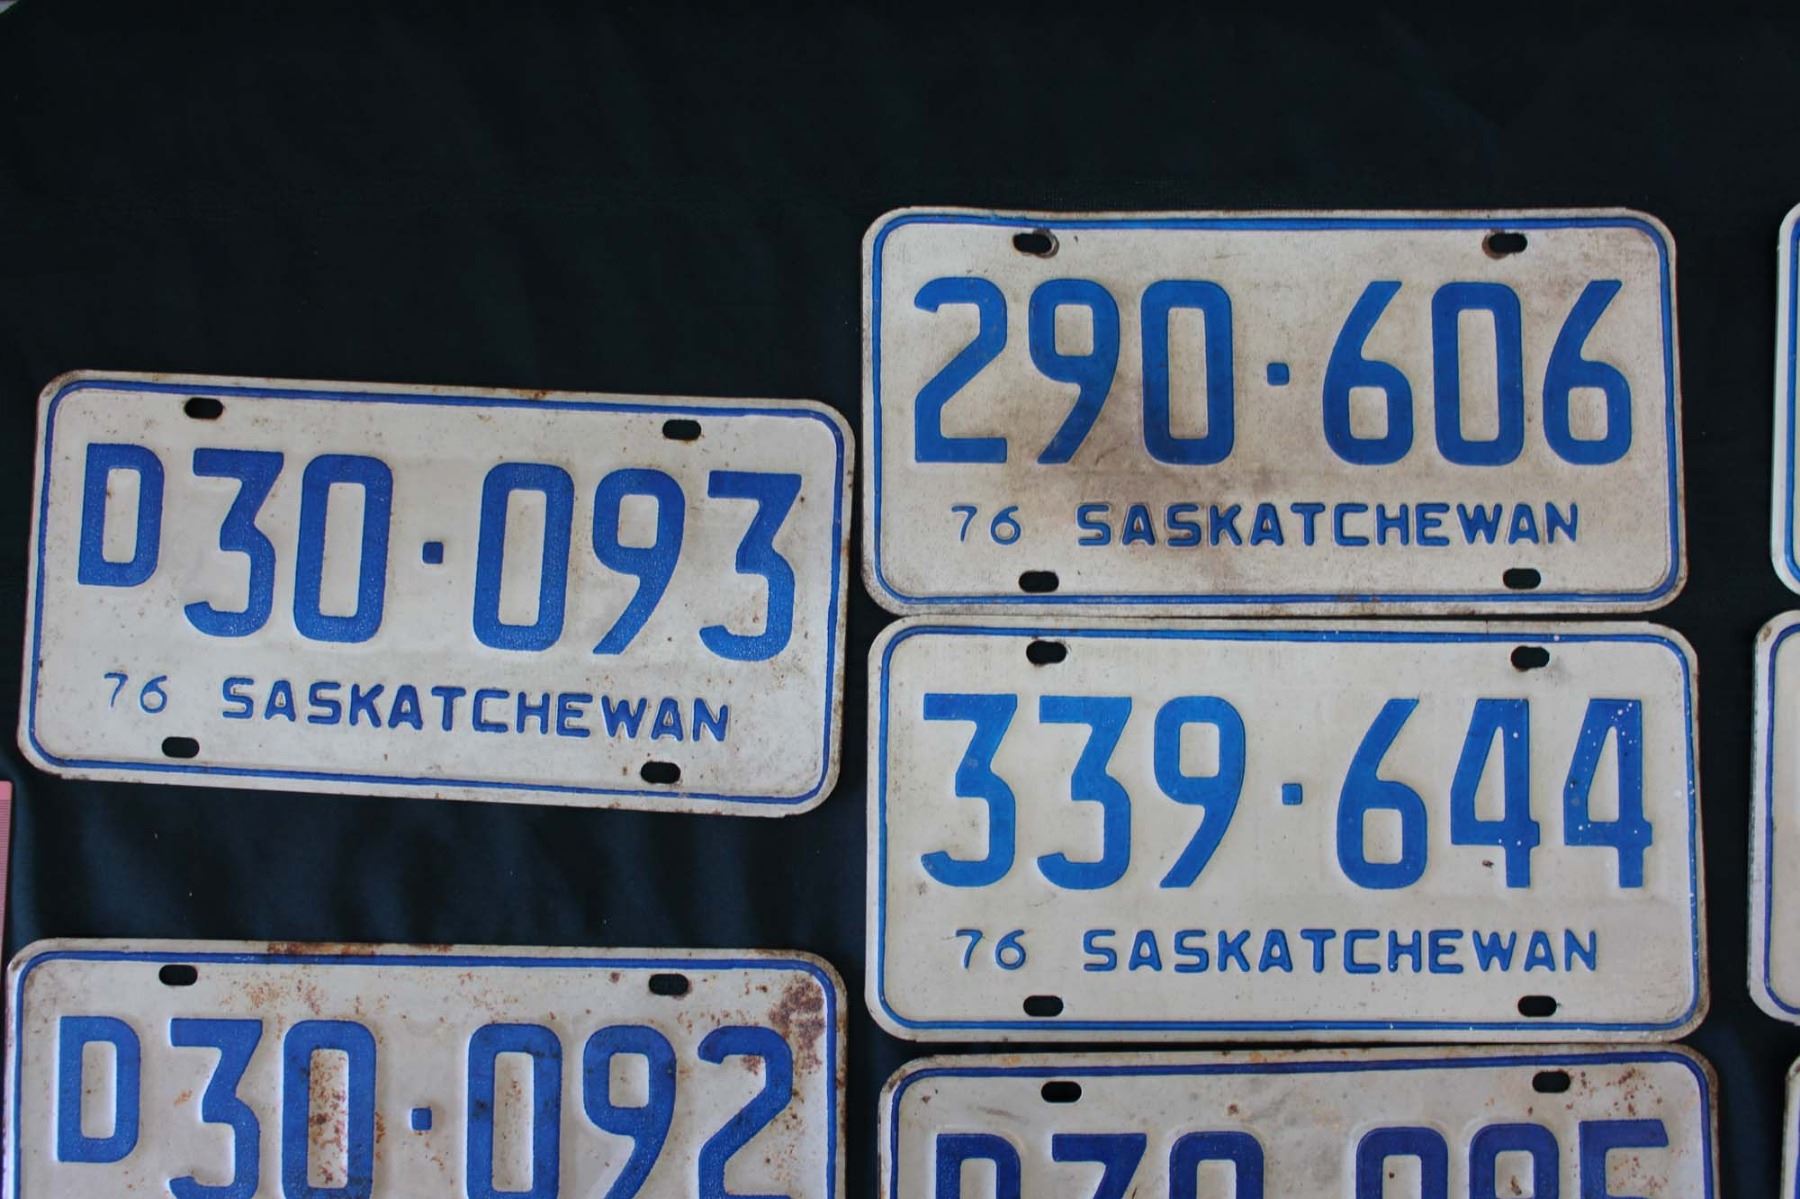 D30·093
76 SASKATCHEWAN
D30·092
290·606
76 SASKATCHEWAN
339·644
76 SASKATCHEWAN